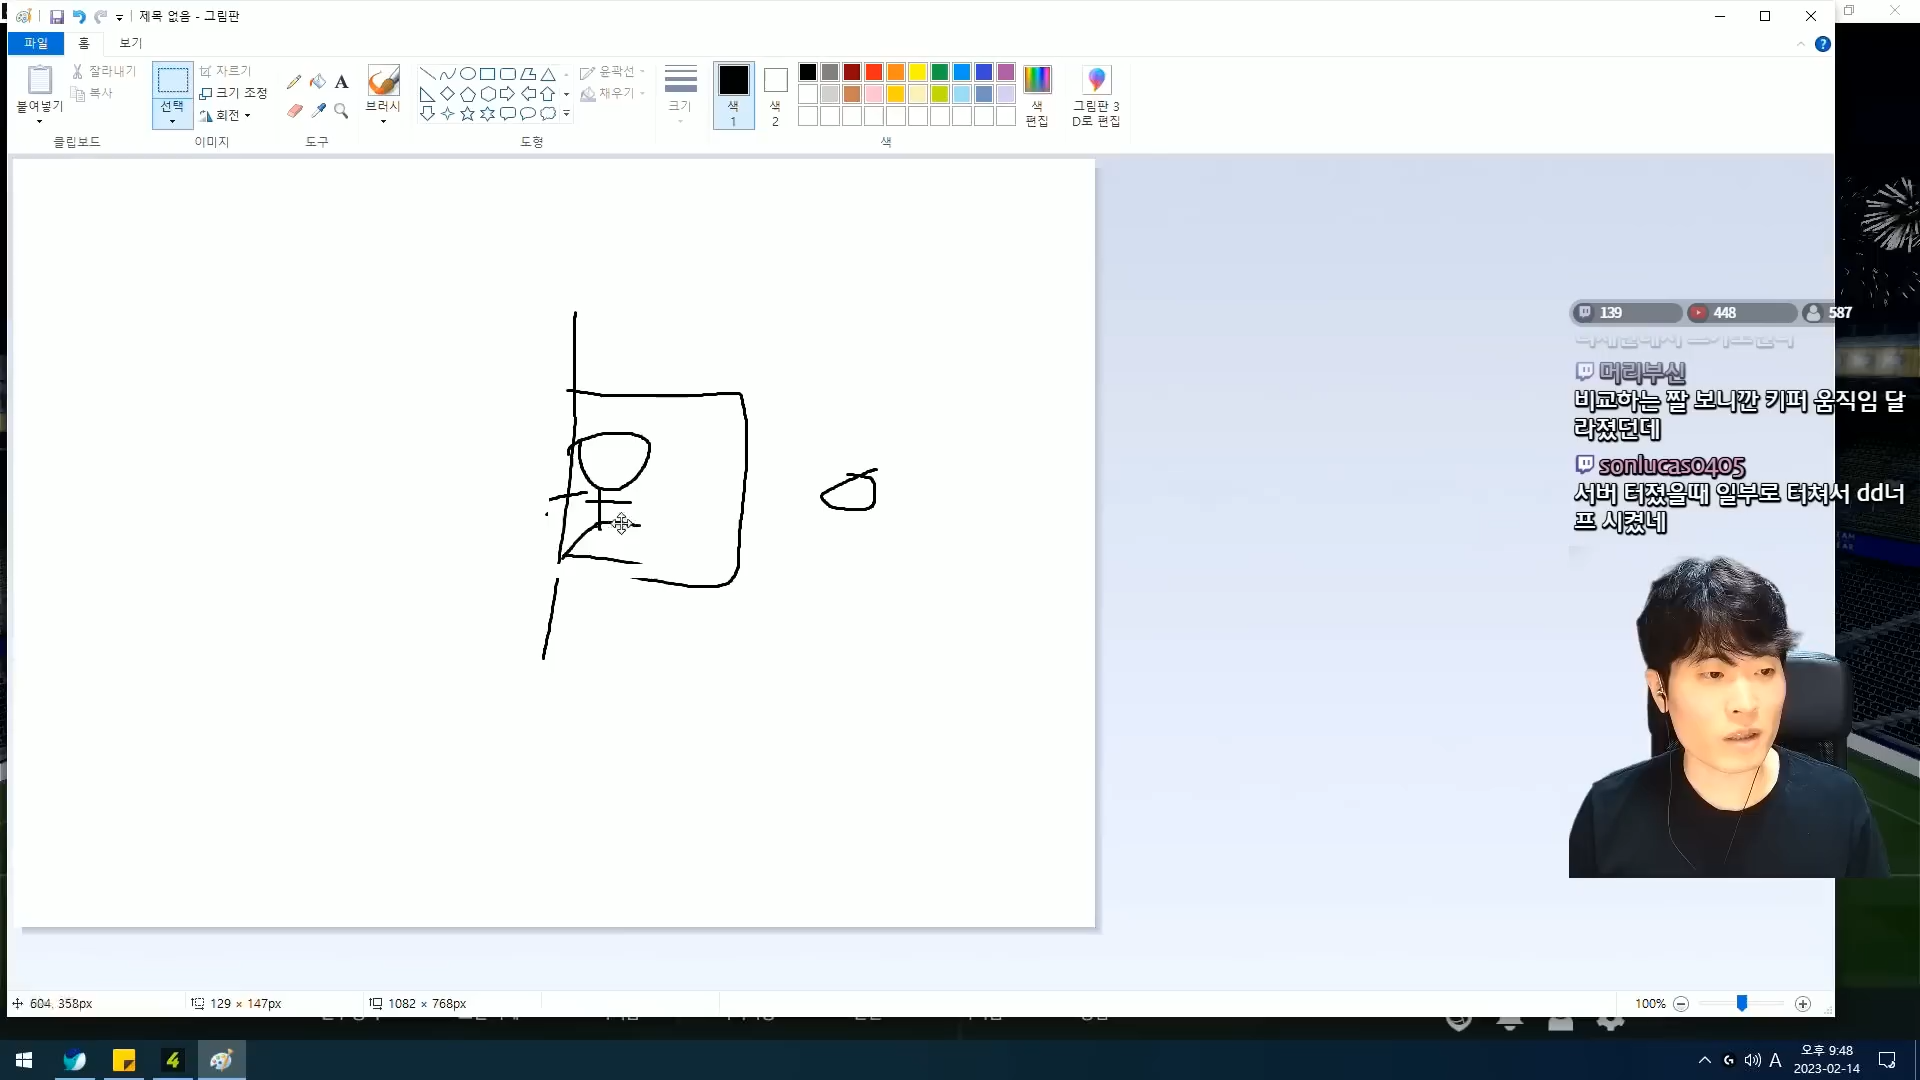 제목 없음 - 그림판
파일 홈 보기
붙여넣기
잘라내기
복사
클립보드
선택
자르기
크기 조정
회전
이미지
A
도구
브러시
윤곽선
채우기
도형
크기
색
1
색
2
색
편집
그림판 3
D로 편집
색
139 448 587
머리부신
비교하는 짤 보니깐 키퍼 움직임 달
라졌던데
sonlucas0405
서버 터졌을때 일부로 터쳐서 dd너
프 시켰네
604, 358px 129 × 147px 1082 × 768px 100%
4
A
오후 9:48
2023-02-14